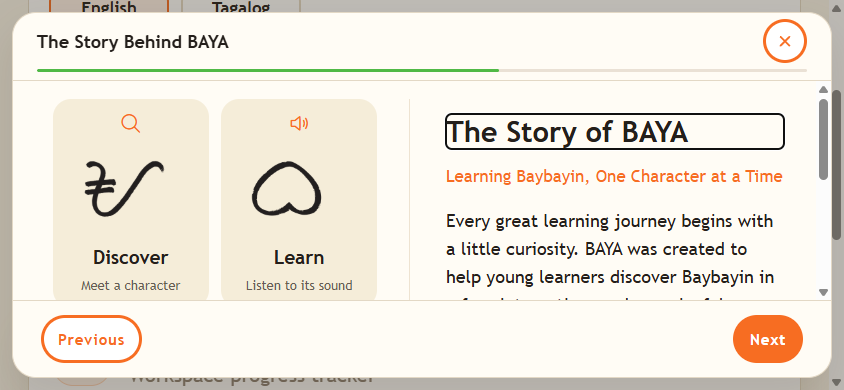 English
Tagalog
The Story Behind BAYA
ᜊ
Discover
Meet a character
Learn
Listen to its sound
The Story of BAYA
Learning Baybayin, One Character at a Time
Every great learning journey begins with
a little curiosity. BAYA was created to
help young learners discover Baybayin in
Previous
Next
Workspace progress tracker